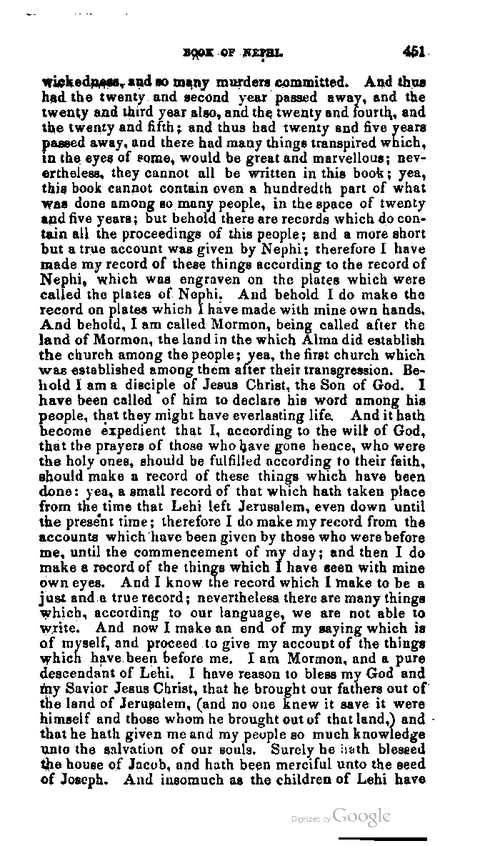 BOOK OF NEPHI. 451
wickedness, and so many murders committed. And thus
had the twenty and second year passed away, and the
twenty and third year also, and the twenty and fourth, and
the twenty and fifth; and thus had twenty and five years
passed away, and there had many things transpired which,
in the eyes of some, would be great and marvellous; nev-
ertheless, they cannot all be written in this book; yea,
this book cannot contain even a hundredth part of what
was done among so many people, in the space of twenty
and five years; but behold there are records which do con-
tain all the proceedings of this people; and a more short
but a true account was given by Nephi; therefore I have
made my record of these things according to the record of
Nephi, which was engraven on the plates which were
called the plates of Nephi. And behold I do make the
record on plates which I have made with mine own hands.
And behold, I am called Mormon, being called after the
land of Mormon, the land in the which Alma did establish
the church among the people; yea, the first church which
was established among them after their transgression. Be-
hold I am a disciple of Jesus Christ, the Son of God. I
have been called of him to declare his word among his
people, that they might have everlasting life. And it hath
become expedient that I, according to the will of God,
that the prayers of those who have gone hence, who were
the holy ones, should be fulfilled according to their faith,
should make a record of these things which have been
done: yea, a small record of that which hath taken place
from the time that Lehi left Jerusalem, even down until
the present time; therefore I do make my record from the
accounts which have been given by those who were before
me, until the commencement of my day; and then I do
make a record of the things which I have seen with mine
own eyes. And I know the record which I make to be a
just and a true record; nevertheless there are many things
which, according to our language, we are not able to
write. And now I make an end of my saying which is
of myself, and proceed to give my account of the things
which have been before me. I am Mormon, and a pure
descendant of Lehi. I have reason to bless my God and
my Savior Jesus Christ, that he brought our fathers out of
the land of Jerusalem, (and no one knew it save it were
himself and those whom he brought out of that land,) and
that he hath given me and my people so much knowledge
unto the salvation of our souls. Surely he hath blessed
the house of Jacob, and hath been merciful unto the seed
of Joseph. And insomuch as the children of Lehi have
Digitized by Google